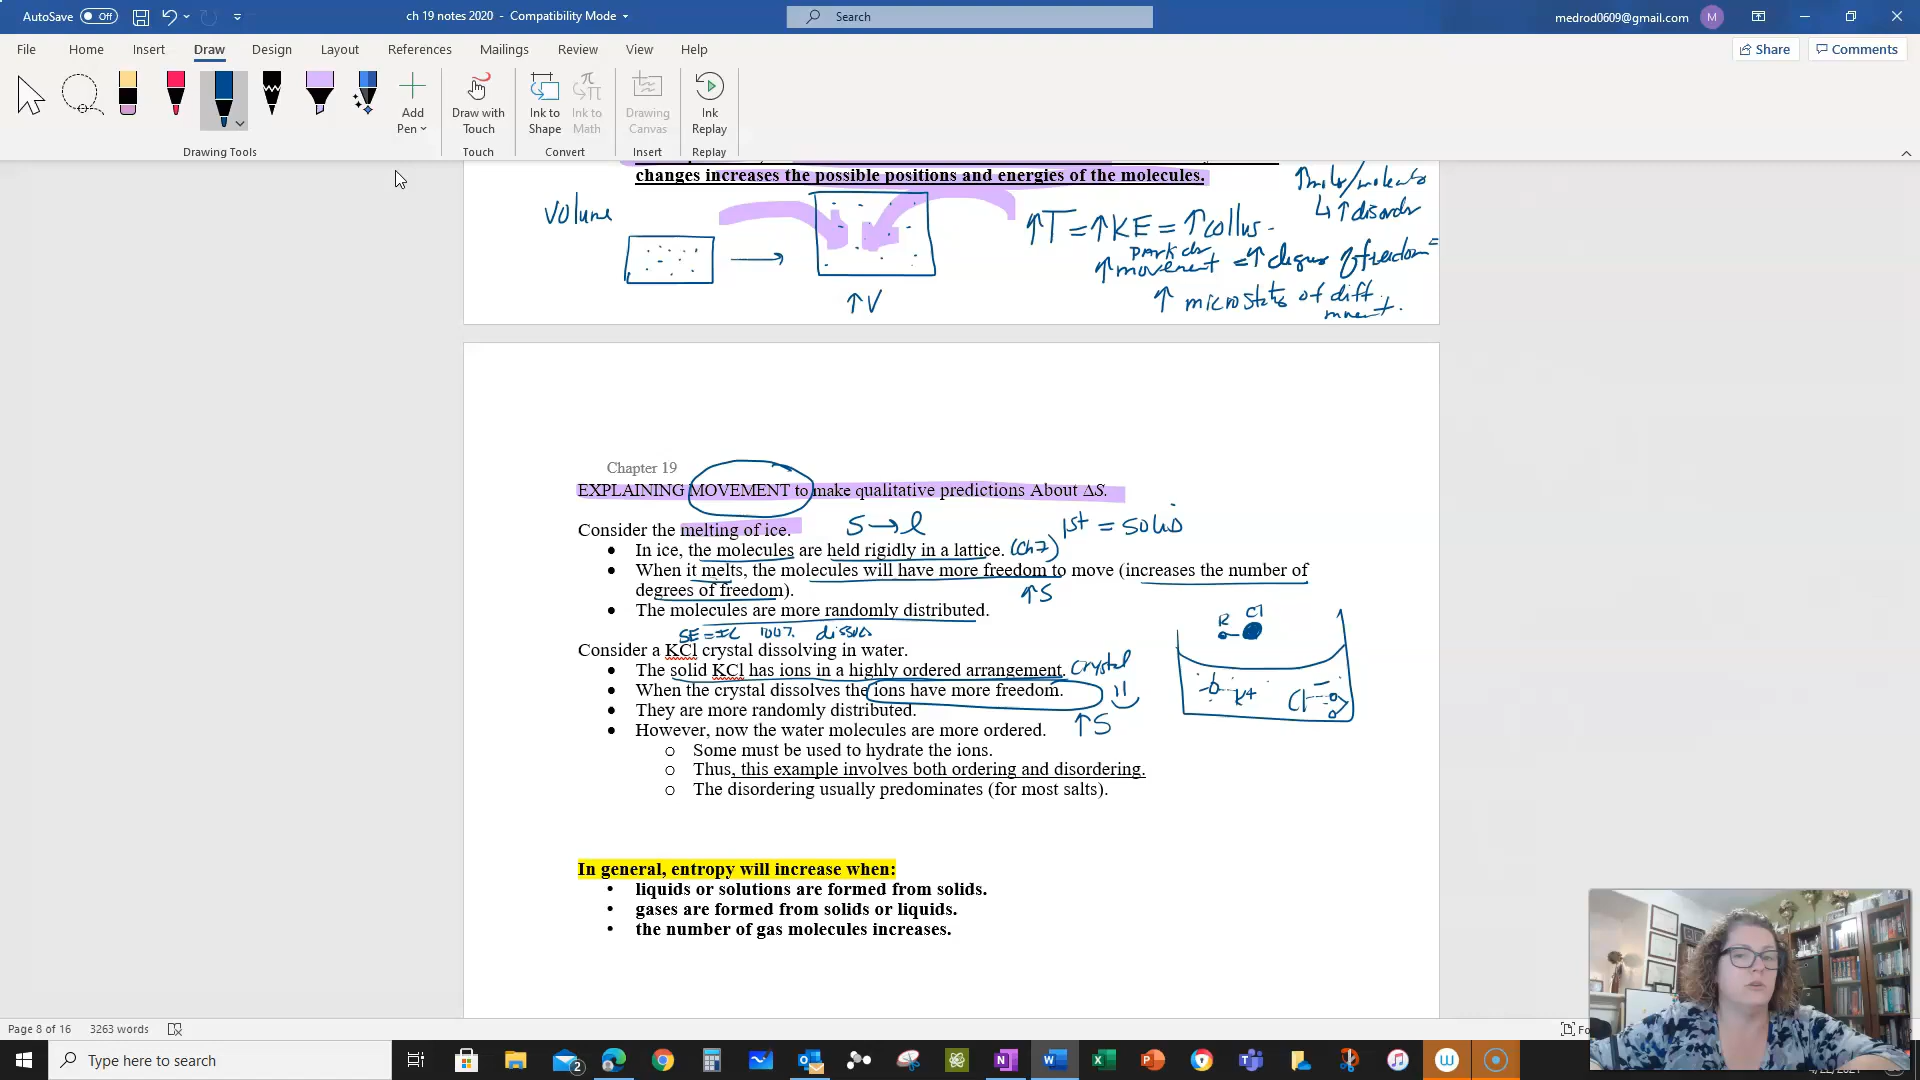 AutoSave Off ch 19 notes 2020 - Compatibility Mode Search medrod0609@gmail.com M
File Home Insert Draw Design Layout References Mailings Review View Help Share Comments
Add Pen
Draw with Touch
Ink to Shape
Ink to Math
Drawing Canvas
Ink Replay
Drawing Tools Touch Convert Insert Replay
changes increases the possible positions and energies of the molecules.
Volume
↑ V
↑T = ↑KE = ↑
↑ movement = ↑ degrees of freedom =
↑ microstates of diff
↑ disorder
Chapter 19
EXPLAINING MOVEMENT to make qualitative predictions About ΔS.
Consider the melting of ice. S → l 1st = solid
• In ice, the molecules are held rigidly in a lattice. (Ch 7)
• When it melts, the molecules will have more freedom to move (increases the number of
degrees of freedom). ↑S
• The molecules are more randomly distributed.
SE = IC 100%
Consider a KCl crystal dissolving in water.
• The solid KCl has ions in a highly ordered arrangement. Crystal
• When the crystal dissolves the ions have more freedom.
• They are more randomly distributed.
• However, now the water molecules are more ordered. ↑S
o Some must be used to hydrate the ions.
o Thus, this example involves both ordering and disordering.
o The disordering usually predominates (for most salts).
K Cl
K+ Cl-
In general, entropy will increase when:
• liquids or solutions are formed from solids.
• gases are formed from solids or liquids.
• the number of gas molecules increases.
Page 8 of 16 3263 words
Type here to search